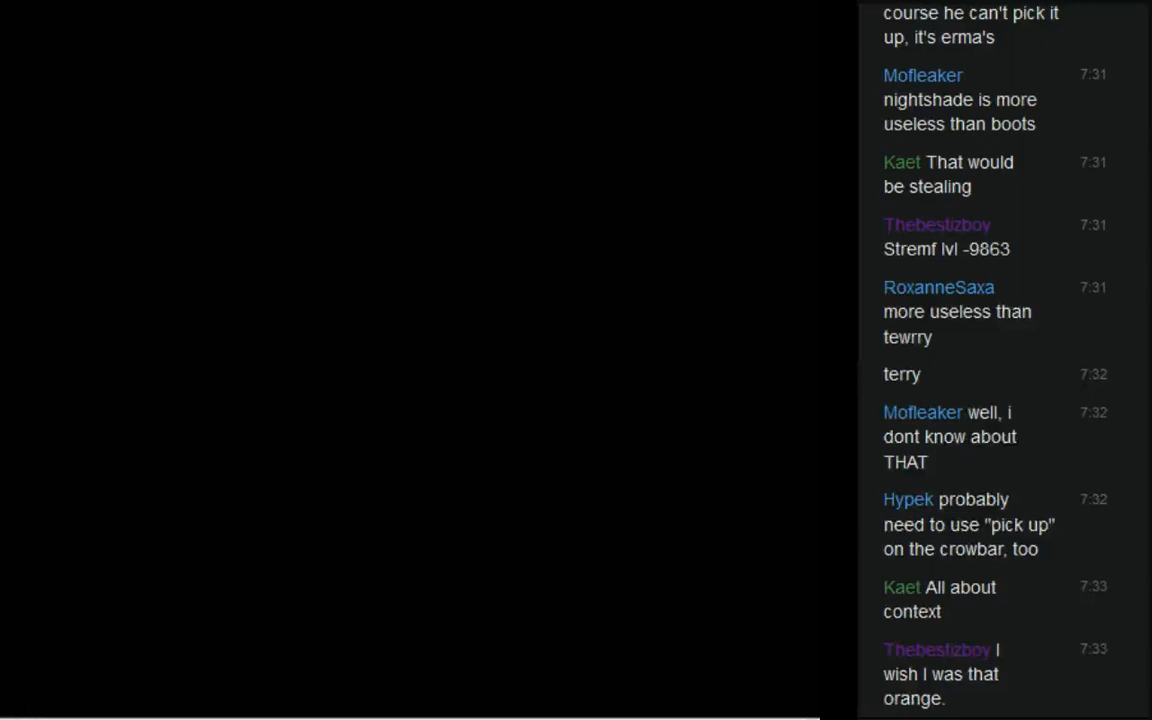 course he can't pick it
up, it's erma's
Mofleaker 7:31
nightshade is more
useless than boots
Kaet That would 7:31
be stealing
Thebestizboy 7:31
Stremf lvl -9863
RoxanneSaxa 7:31
more useless than
tewrry
terry 7:32
Mofleaker well, i 7:32
dont know about
THAT
Hypek probably 7:32
need to use "pick up"
on the crowbar, too
Kaet All about 7:33
context
Thebestizboy I 7:33
wish I was that
orange.